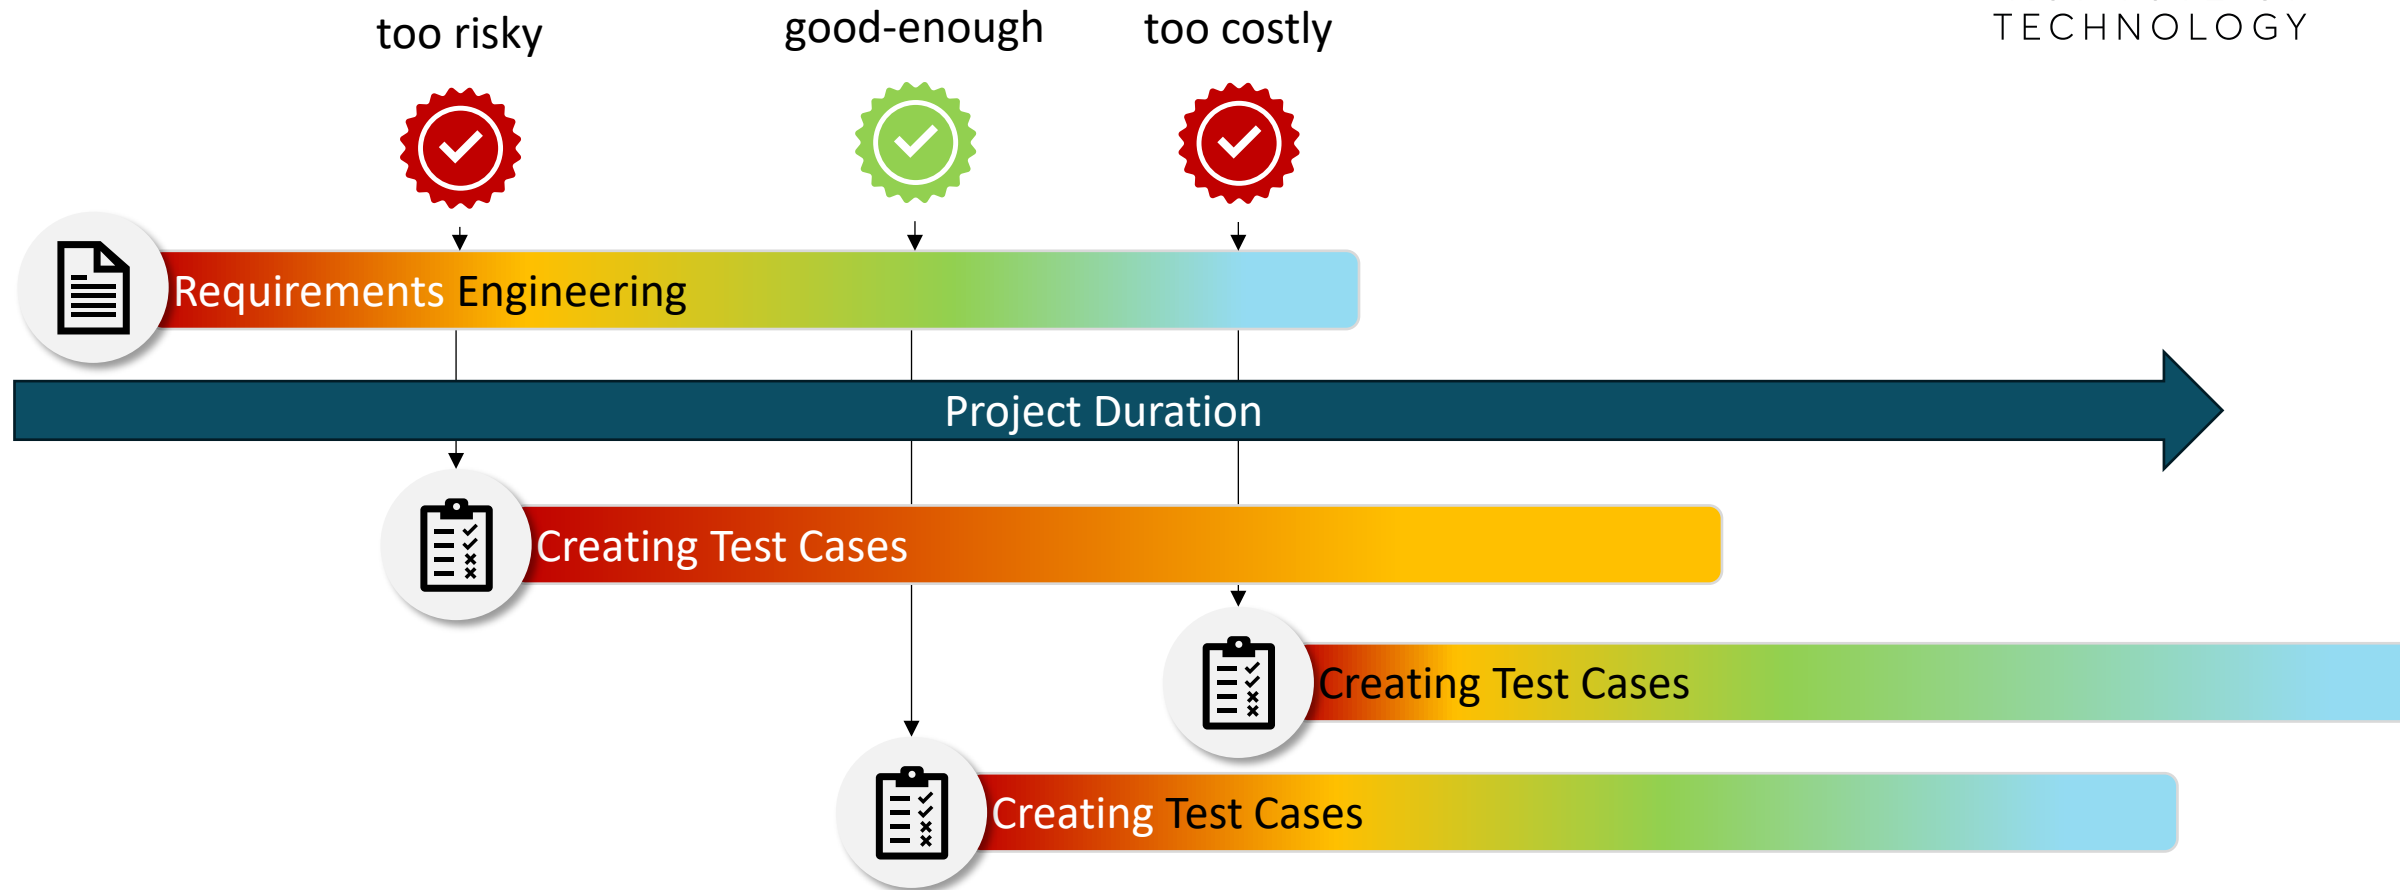 too risky
good-enough
too costly
TECHNOLOGY
Requirements Engineering
Project Duration
Creating Test Cases
Creating Test Cases
Creating Test Cases